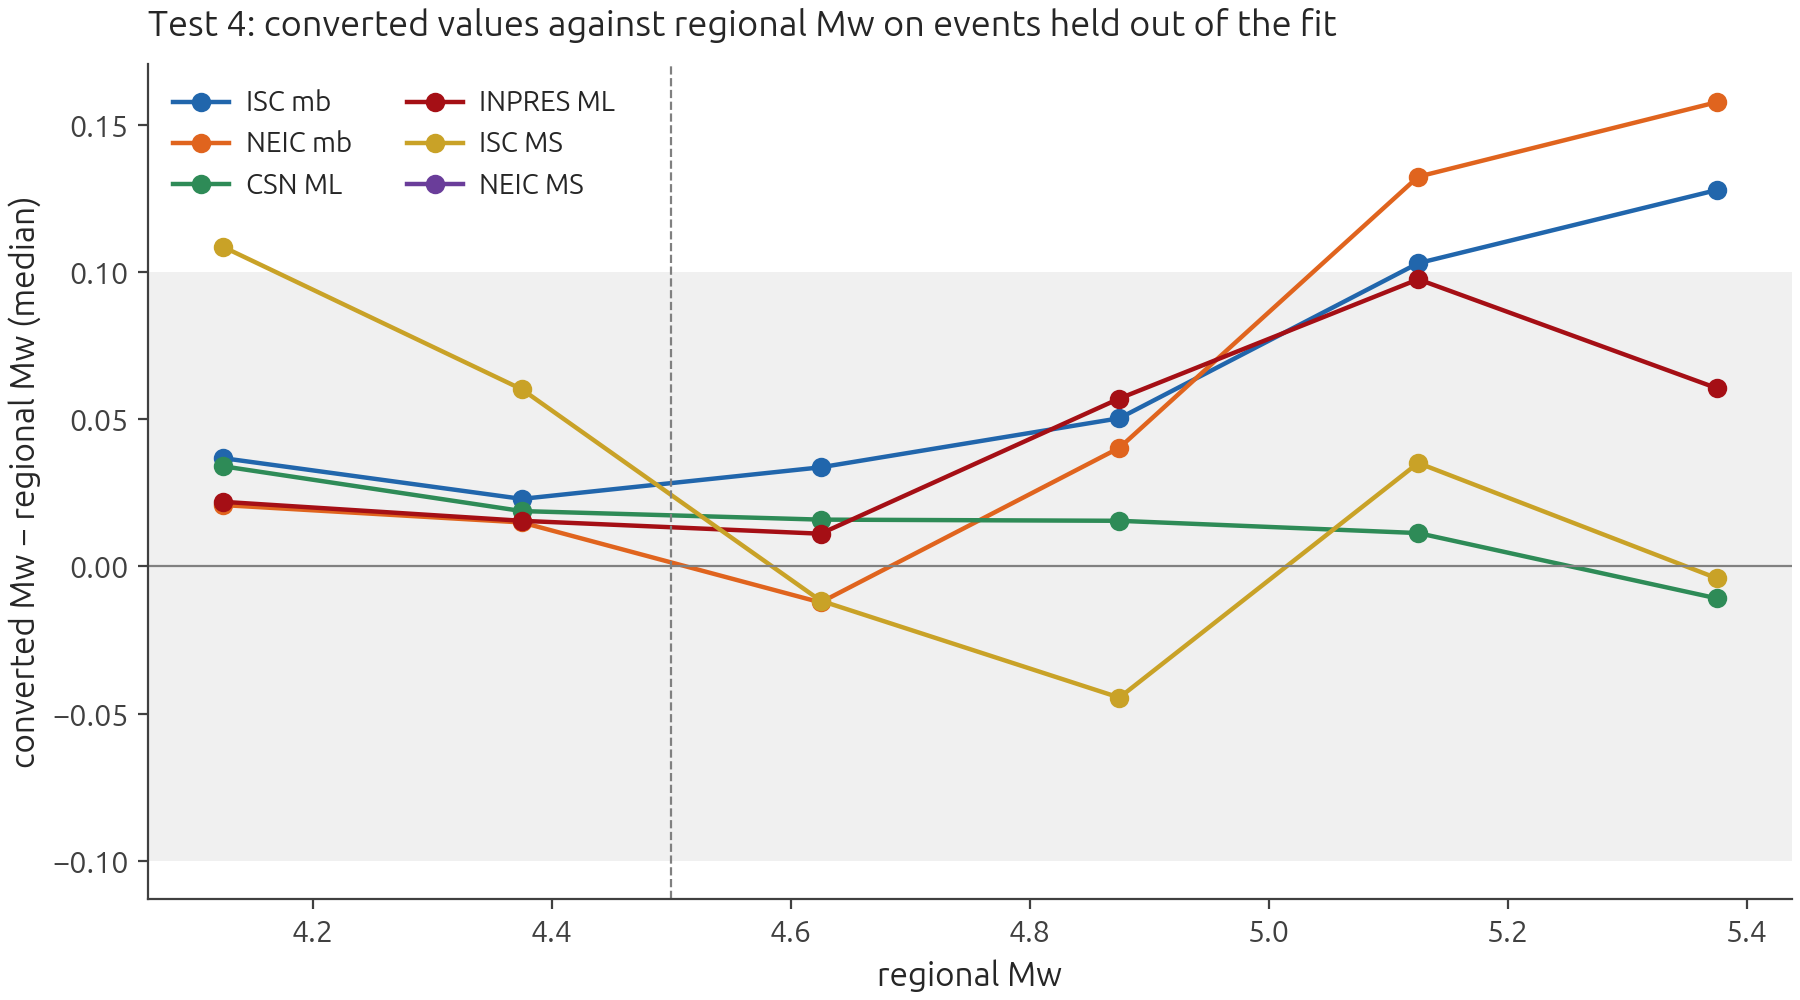 Test 4: converted values against regional Mw on events held out of the fit
ISC mb
NEIC mb
CSN ML
INPRES ML
ISC MS
NEIC MS
converted Mw – regional Mw (median)
0.15
0.10
0.05
0.00
−0.05
−0.10
4.2
4.4
4.6
4.8
5.0
5.2
5.4
regional Mw